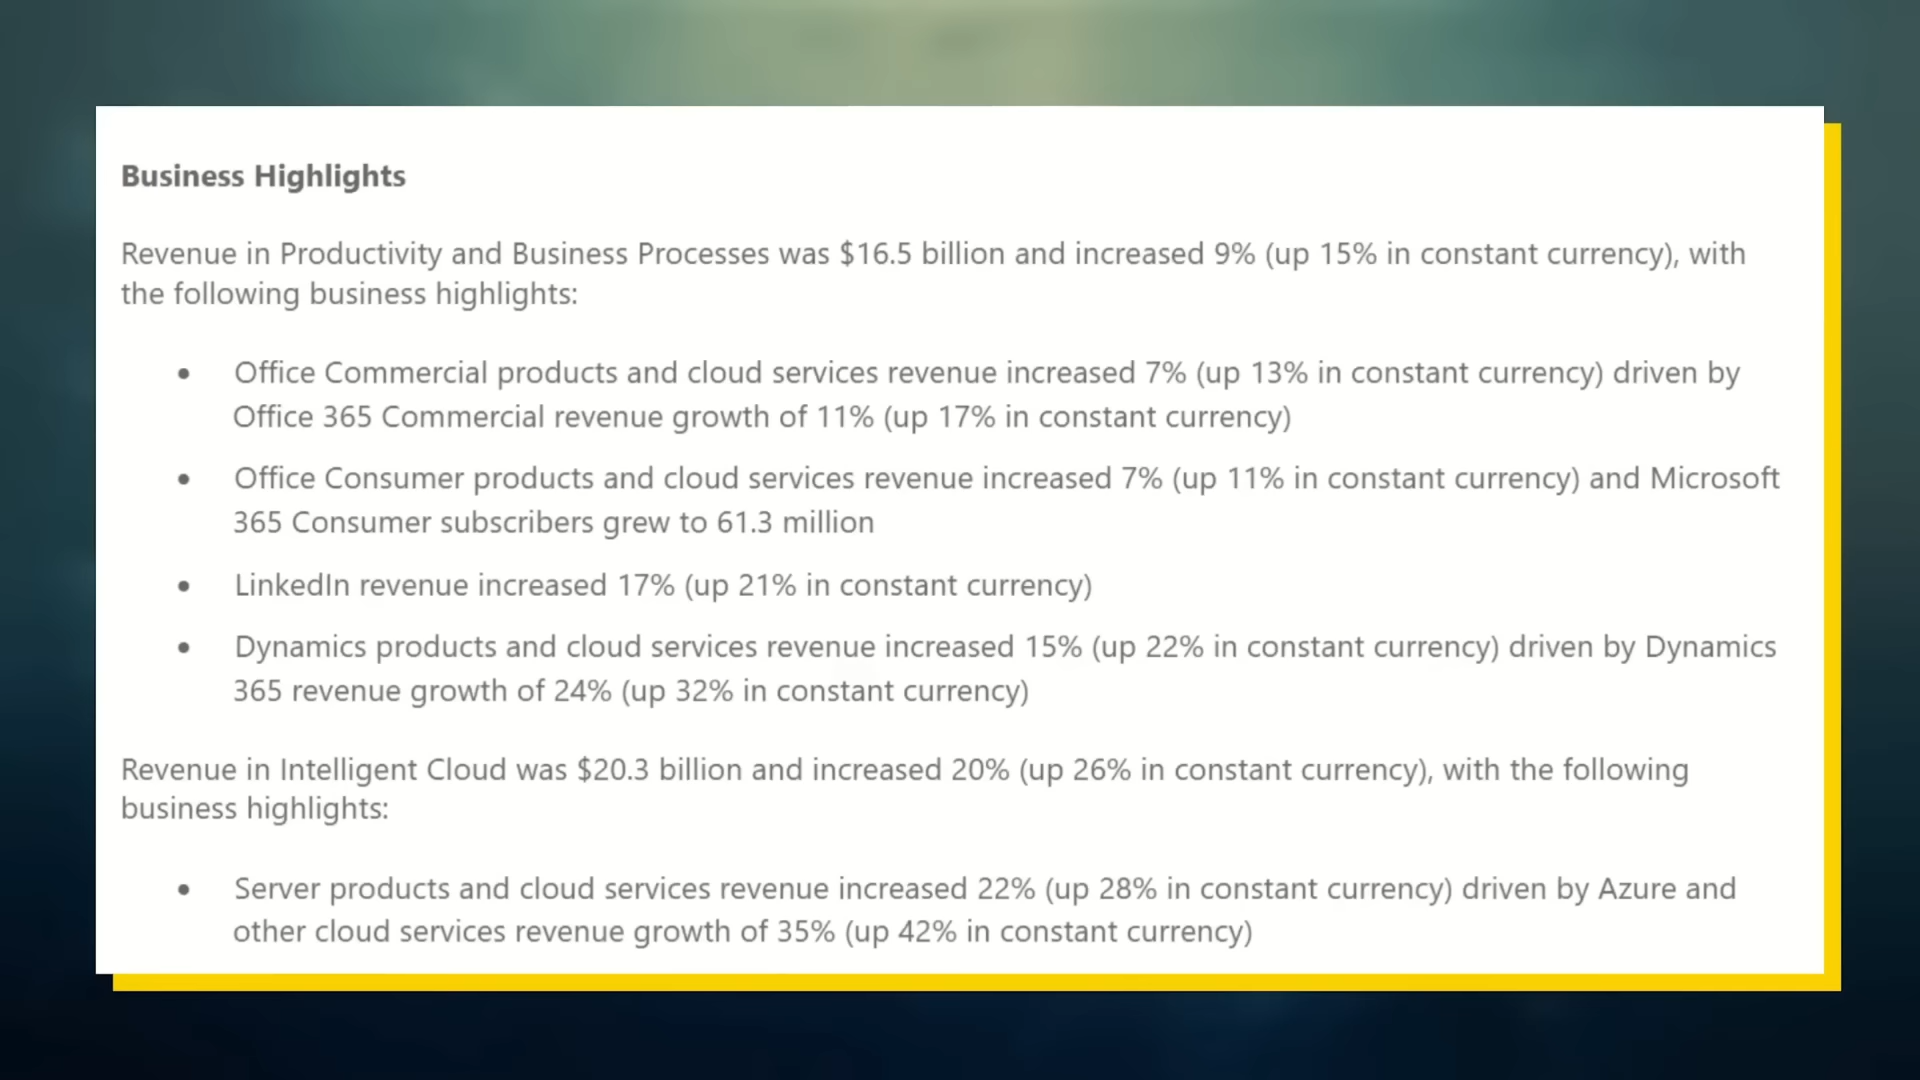 Business Highlights
Revenue in Productivity and Business Processes was $16.5 billion and increased 9% (up 15% in constant currency), with
the following business highlights:
• Office Commercial products and cloud services revenue increased 7% (up 13% in constant currency) driven by
Office 365 Commercial revenue growth of 11% (up 17% in constant currency)
• Office Consumer products and cloud services revenue increased 7% (up 11% in constant currency) and Microsoft
365 Consumer subscribers grew to 61.3 million
• LinkedIn revenue increased 17% (up 21% in constant currency)
• Dynamics products and cloud services revenue increased 15% (up 22% in constant currency) driven by Dynamics
365 revenue growth of 24% (up 32% in constant currency)
Revenue in Intelligent Cloud was $20.3 billion and increased 20% (up 26% in constant currency), with the following
business highlights:
• Server products and cloud services revenue increased 22% (up 28% in constant currency) driven by Azure and
other cloud services revenue growth of 35% (up 42% in constant currency)